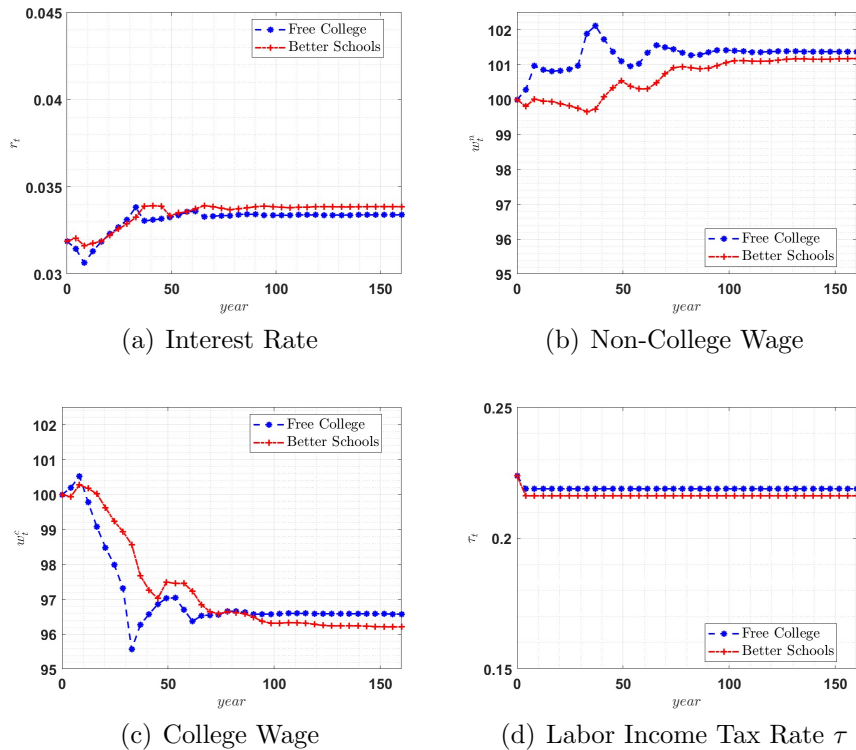 0.045
0.04
0.035
0.03
r_t
0
50
100
150
year
Free College
Better Schools
(a) Interest Rate
102
101
100
99
98
97
96
95
w_t^n
0
50
100
150
year
Free College
Better Schools
(b) Non-College Wage
102
101
100
99
98
97
96
95
w_t^c
0
50
100
150
year
Free College
Better Schools
(c) College Wage
0.25
0.2
0.15
τ_t
0
50
100
150
year
Free College
Better Schools
(d) Labor Income Tax Rate τ